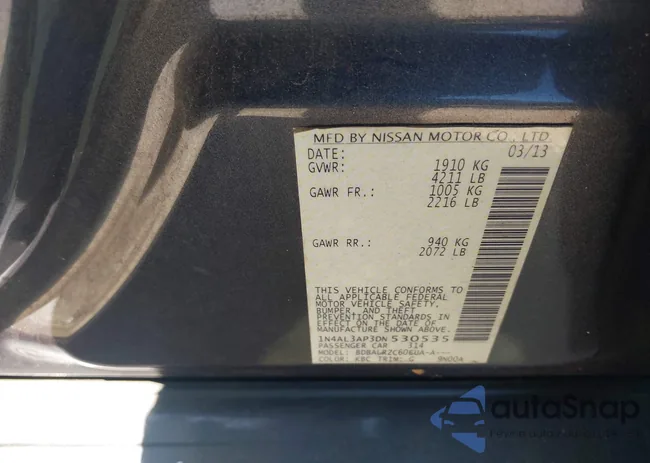 MFD BY NISSAN MOTOR CO., LTD.
DATE: 03/13
GVWR: 1910 KG
4211 LB
GAWR FR.: 1005 KG
2216 LB
GAWR RR.: 940 KG
2072 LB
THIS VEHICLE CONFORMS TO
ALL APPLICABLE FEDERAL
MOTOR VEHICLE SAFETY,
BUMPER, AND THEFT
PREVENTION STANDARDS IN
EFFECT ON THE DATE OF
MANUFACTURE SHOWN ABOVE.
1N4AL3AP3DN530535
PASSENGER CAR 314
MODEL:
COLOR: KBC TRIM: G
autoSnap